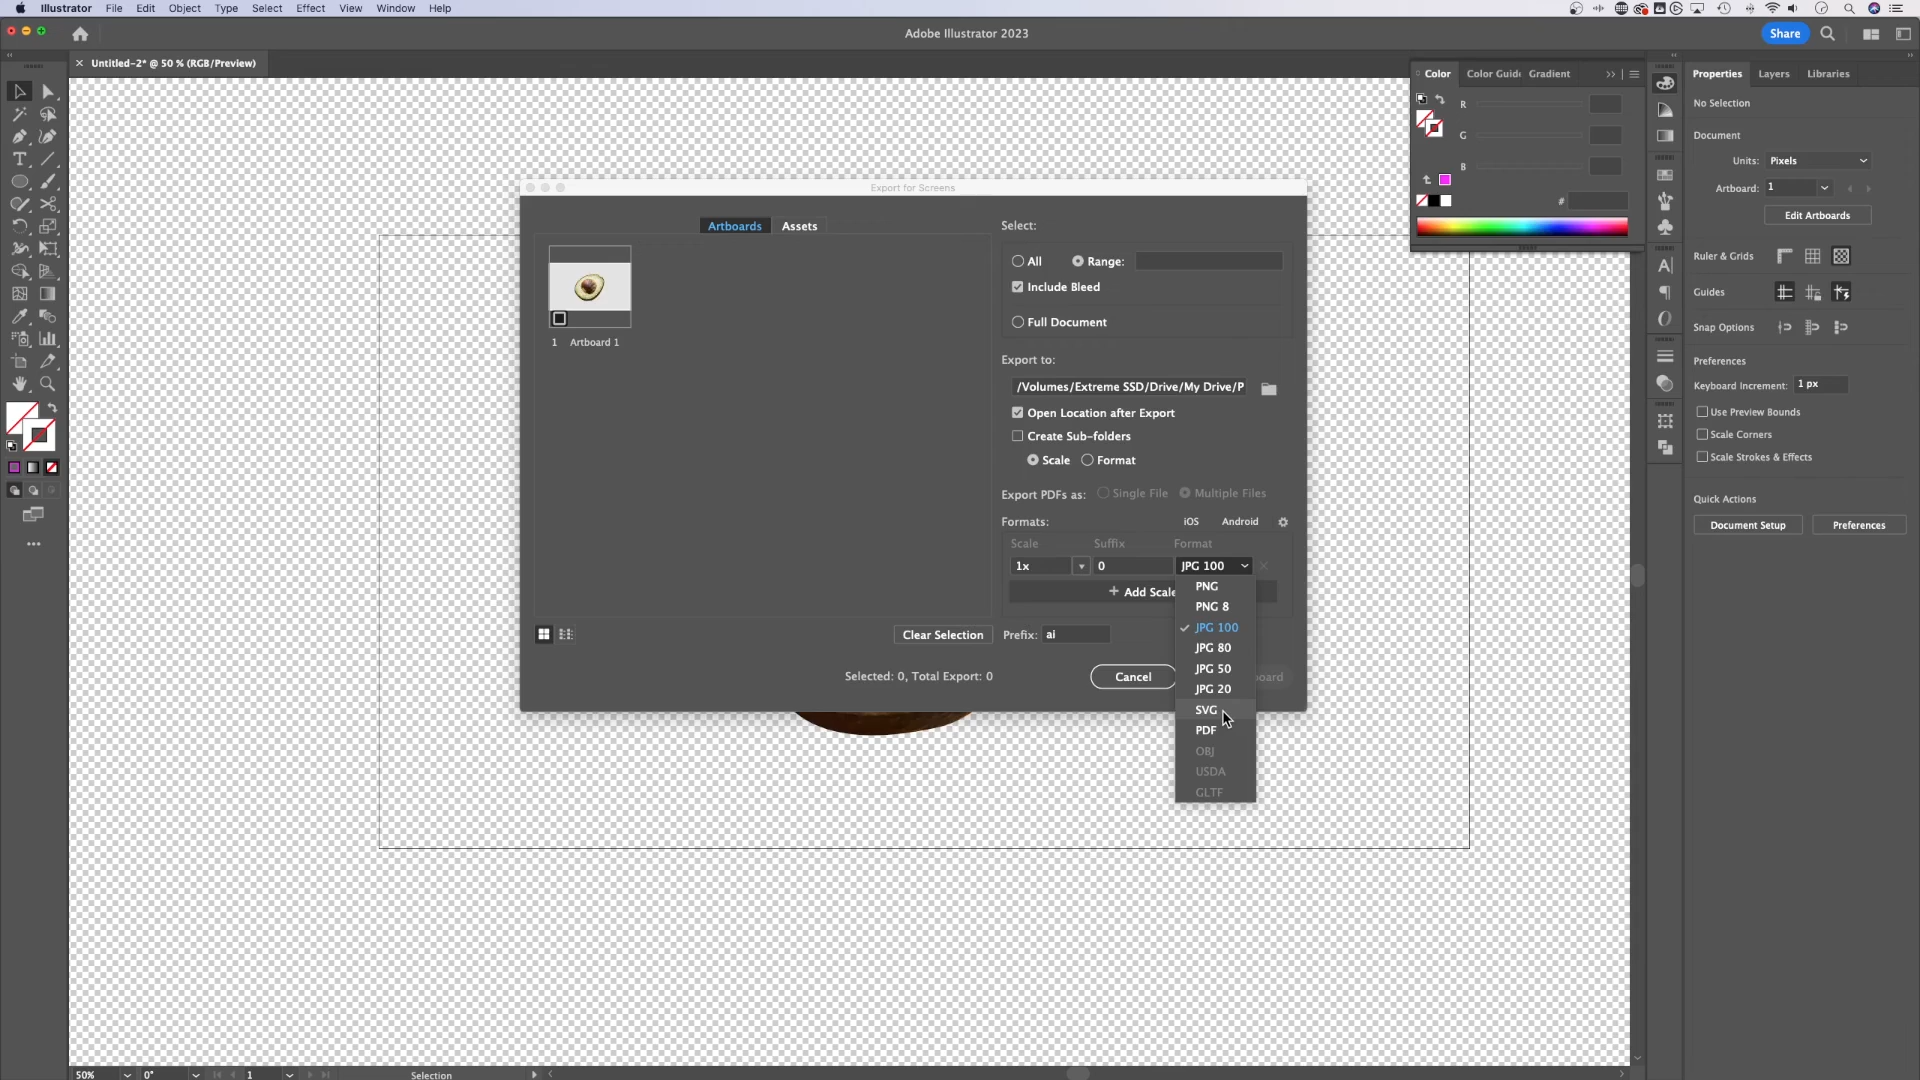 Illustrator File Edit Object Type Select Effect View Window Help
Adobe Illustrator 2023
Share
Untitled-2* @ 50 % (RGB/Preview)
Color Color Guide Gradient
R
G
B
#
Properties Layers Libraries
No Selection
Document
Units: Pixels
Artboard: 1
Edit Artboards
Ruler & Grids
Guides
Snap Options
Preferences
Keyboard Increment: 1 px
Use Preview Bounds
Scale Corners
Scale Strokes & Effects
Quick Actions
Document Setup Preferences
Export for Screens
Artboards Assets
1 Artboard 1
Select:
All Range:
Include Bleed
Full Document
Export to:
/Volumes/Extreme SSD/Drive/My Drive/P
Open Location after Export
Create Sub-folders
Scale Format
Export PDFs as: Single File Multiple Files
Formats: iOS Android
Scale Suffix Format
1x 0 JPG 100
+ Add Scale
PNG
PNG 8
JPG 100
JPG 80
JPG 50
JPG 20
SVG
PDF
OBJ
USDA
GLTF
Clear Selection Prefix: ai
Selected: 0, Total Export: 0
Cancel
board
50% 0° 1 Selection